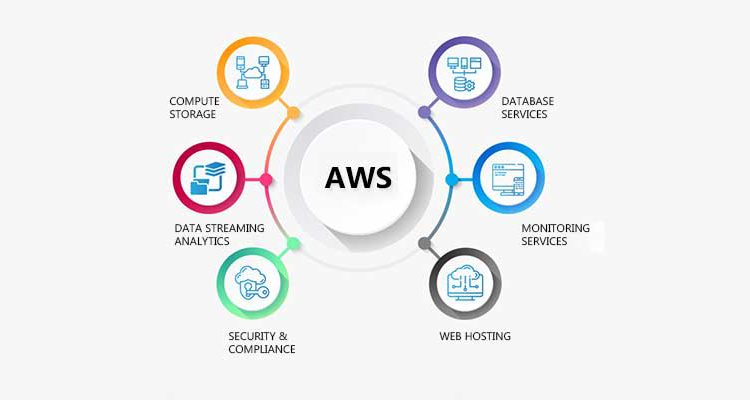 COMPUTE
STORAGE
DATABASE
SERVICES
AWS
DATA STREAMING
ANALYTICS
MONITORING
SERVICES
SECURITY &
COMPLIANCE
WEB HOSTING